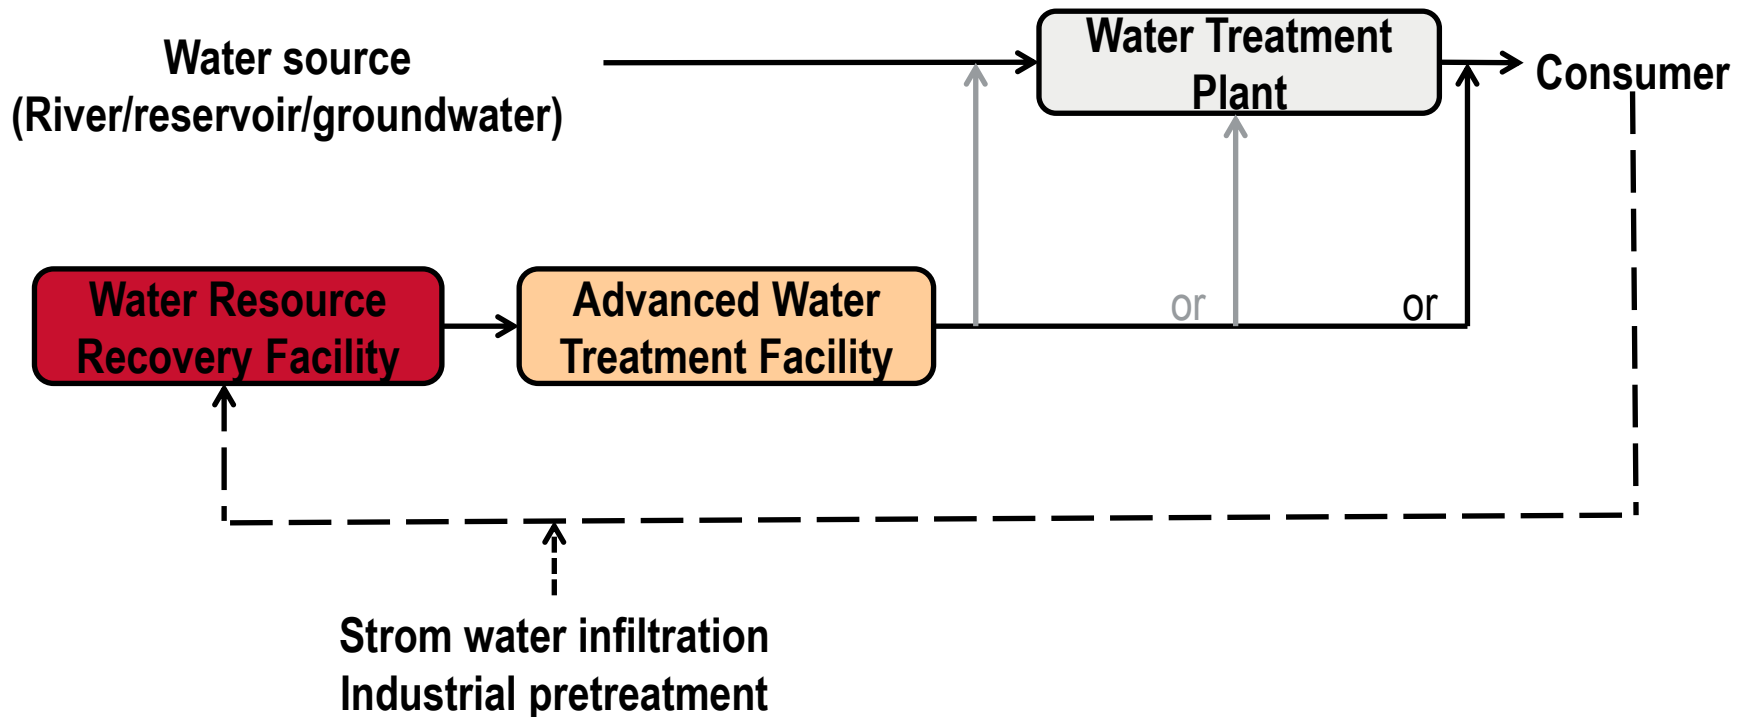 Water source
(River/reservoir/groundwater)
Water Treatment
Plant
Consumer
Water Resource
Recovery Facility
Advanced Water
Treatment Facility
or
or
Strom water infiltration
Industrial pretreatment